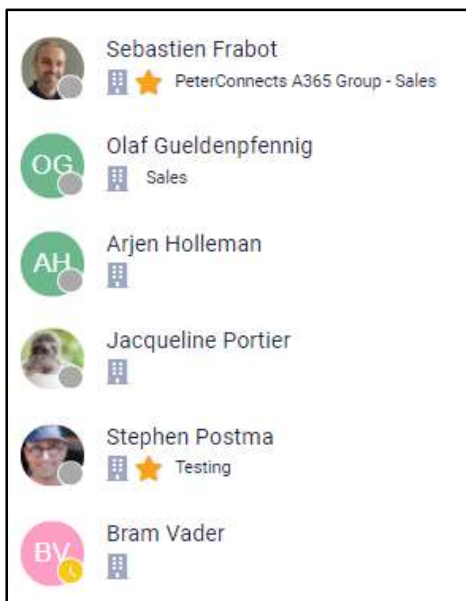 Sebastien Frabot
PeterConnects A365 Group - Sales
OG
Olaf Gueldenpfennig
Sales
AH
Arjen Holleman
Jacqueline Portier
Stephen Postma
Testing
BV
Bram Vader